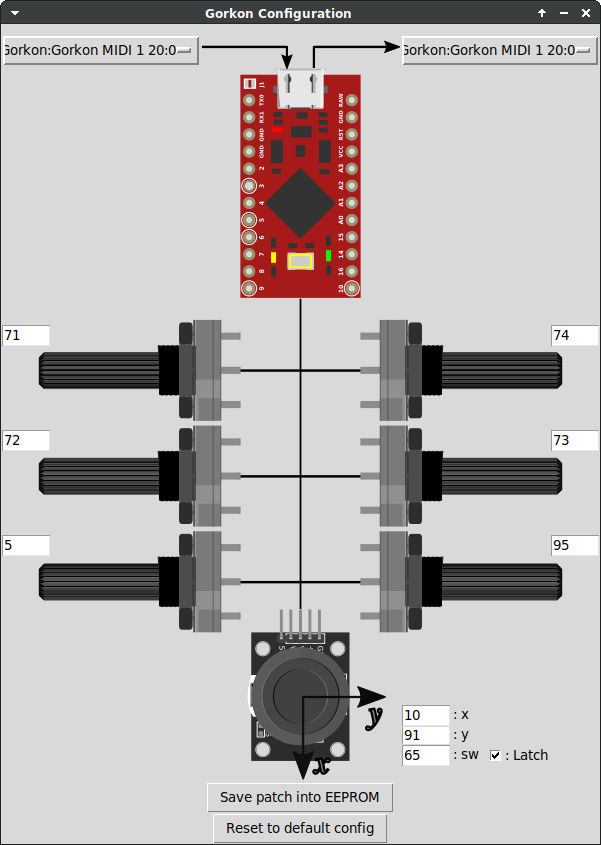 Gorkon Configuration
Gorkon:Gorkon MIDI 1 20:0
Gorkon:Gorkon MIDI 1 20:0
J1
TX0
RX1
GND
GND
2
3
4
5
6
7
8
9
RAW
GND
RST
VCC
A3
A2
A1
A0
15
14
16
10
71
74
72
73
5
95
y
x
10 : x
91 : y
65 : sw : Latch
Save patch into EEPROM
Reset to default config